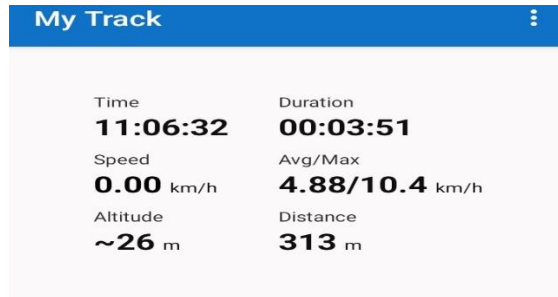 My Track
Time Duration
11:06:32 00:03:51
Speed Avg/Max
0.00 km/h 4.88/10.4 km/h
Altitude Distance
~26 m 313 m